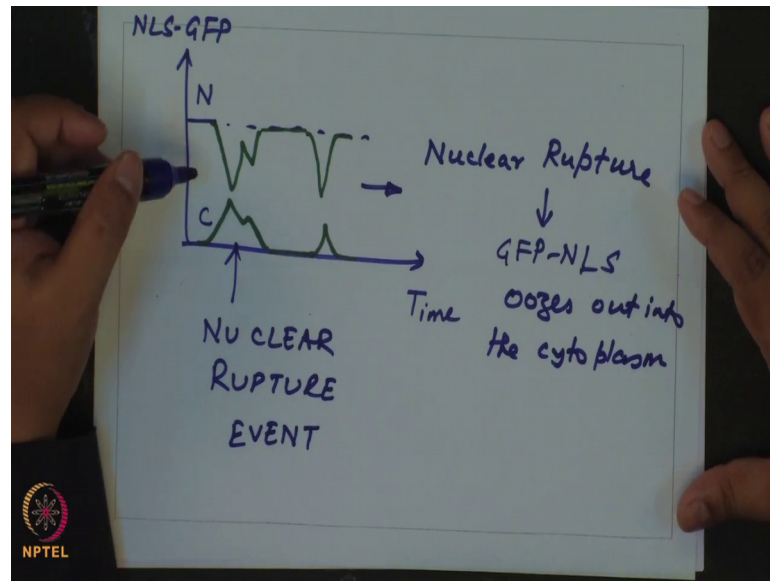 NLS-GFP
N
C
Time
NUCLEAR
RUPTURE
EVENT
Nuclear Rupture
GFP-NLS
oozes out into
the cytoplasm
NPTEL